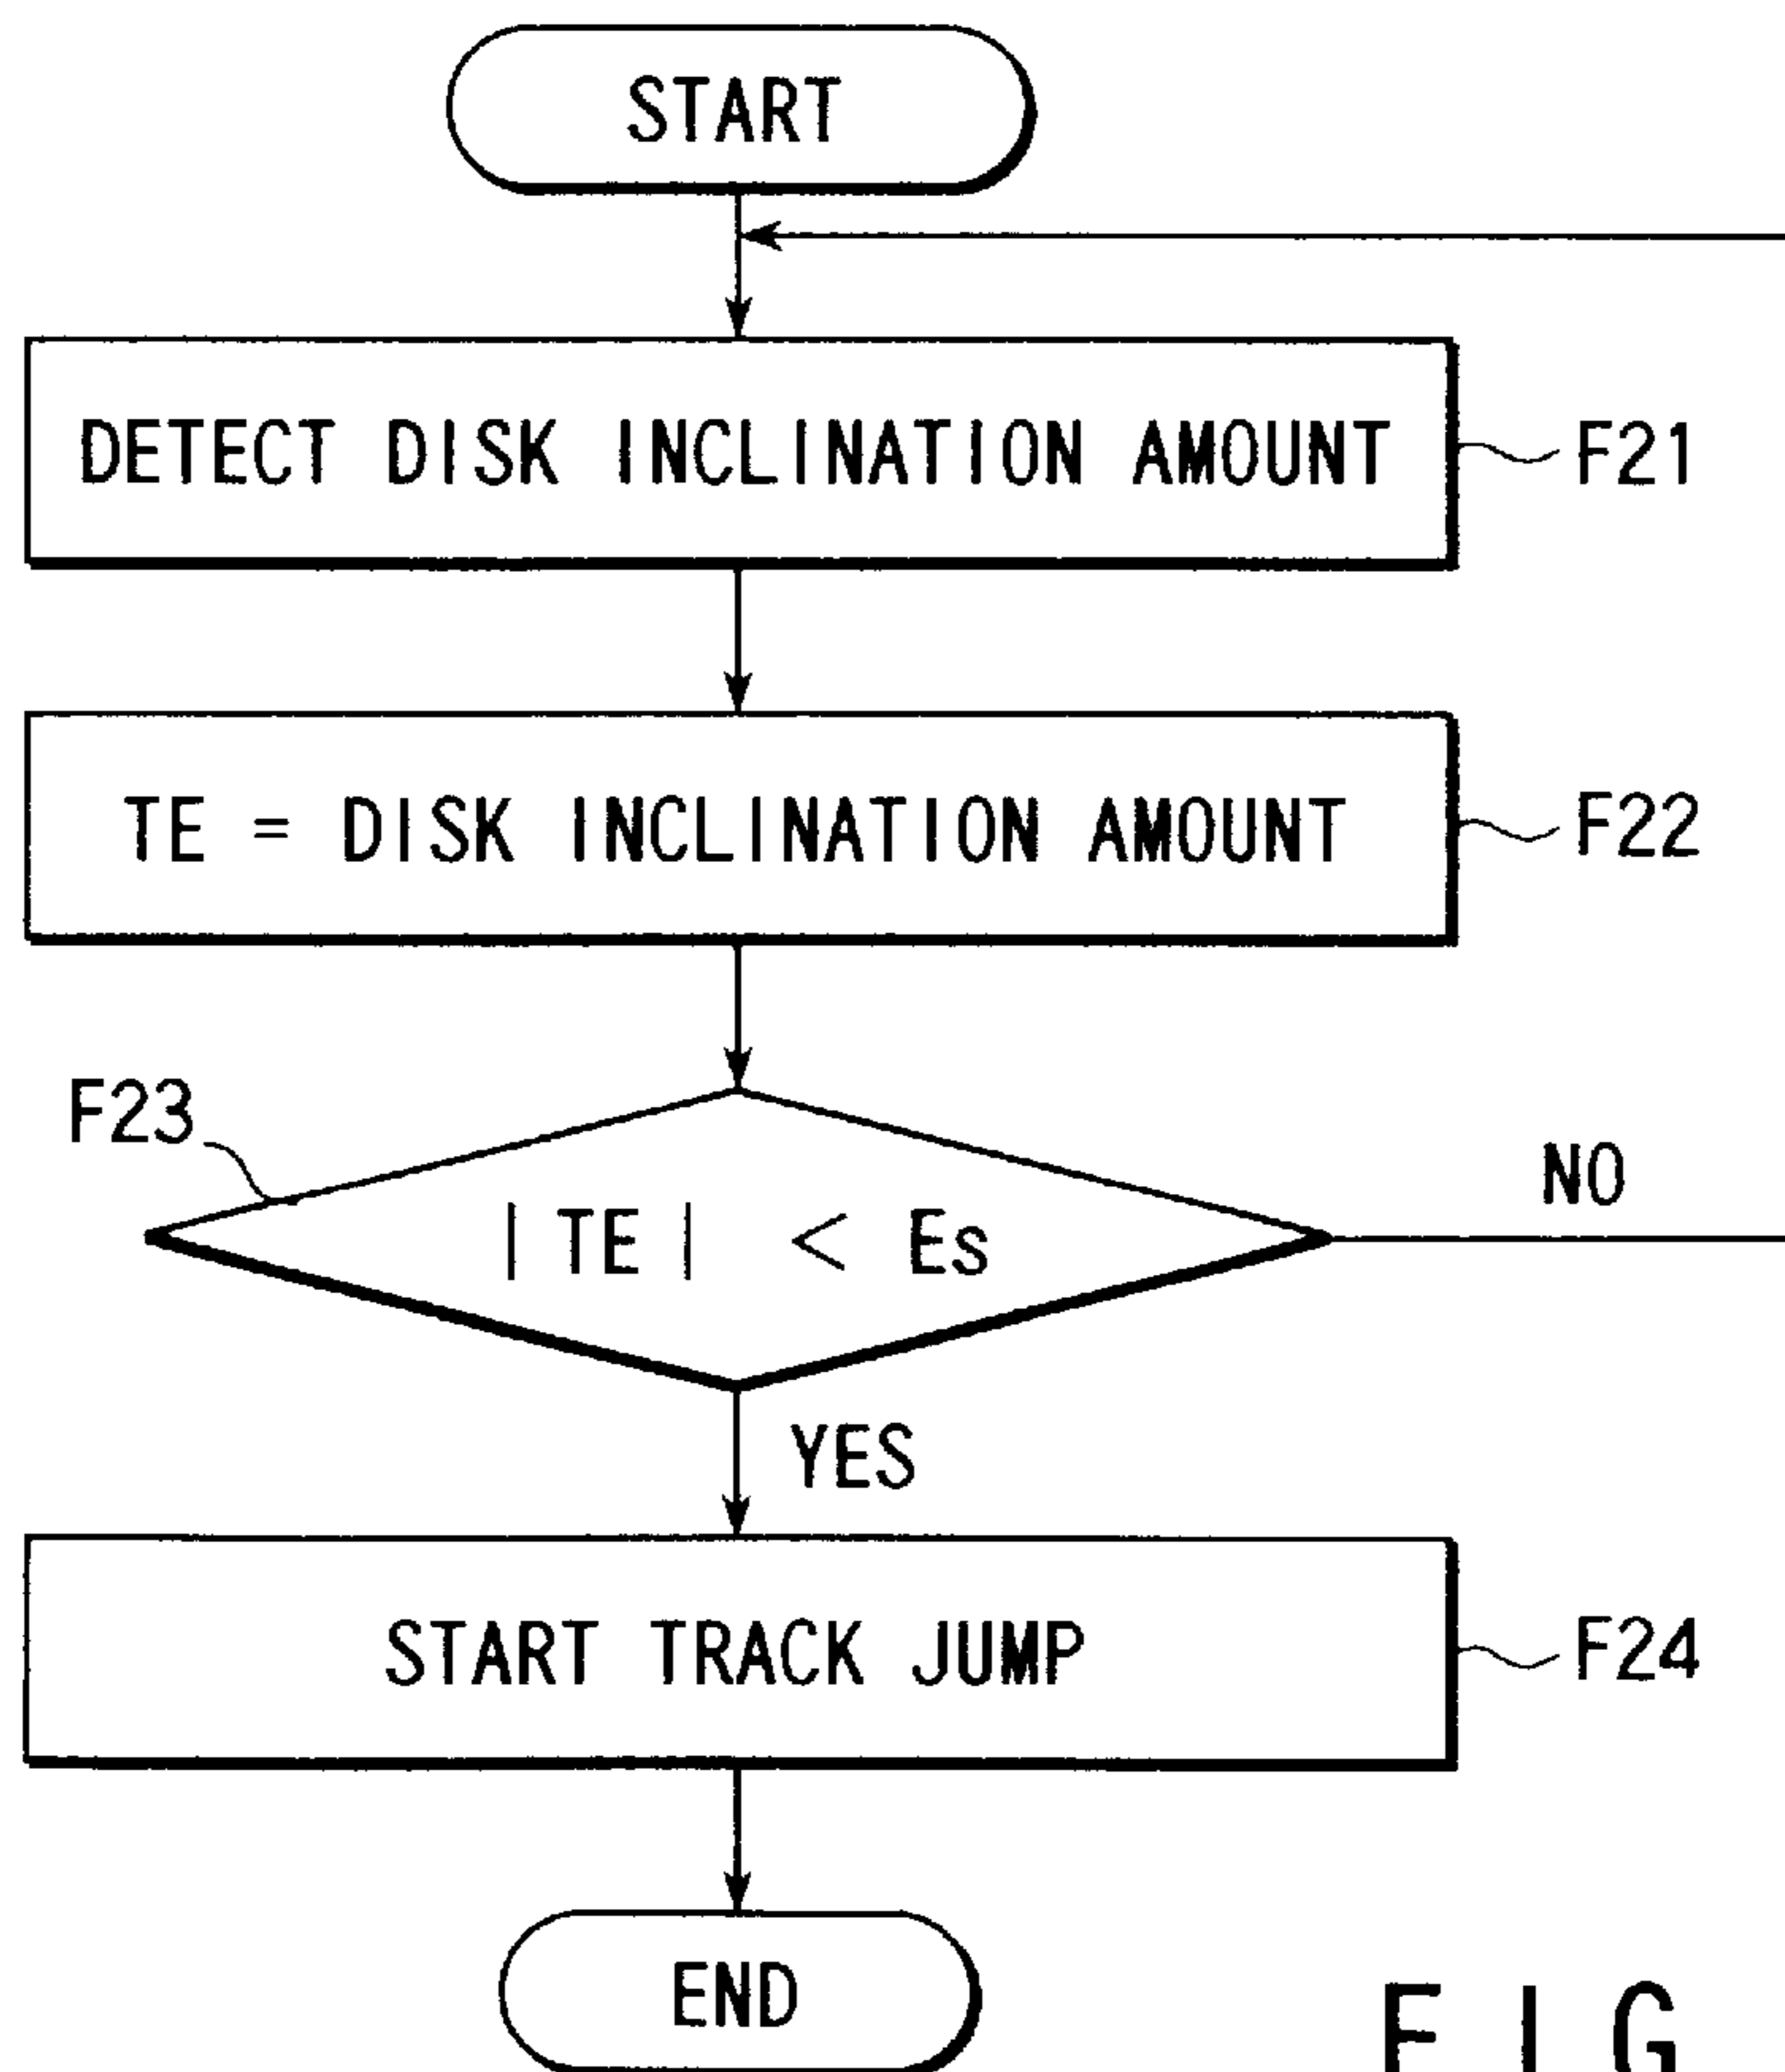 START
DETECT DISK INCLINATION AMOUNT
F21
TE = DISK INCLINATION AMOUNT
F22
F23
| TE | < Es
NO
YES
START TRACK JUMP
F24
END
FIG